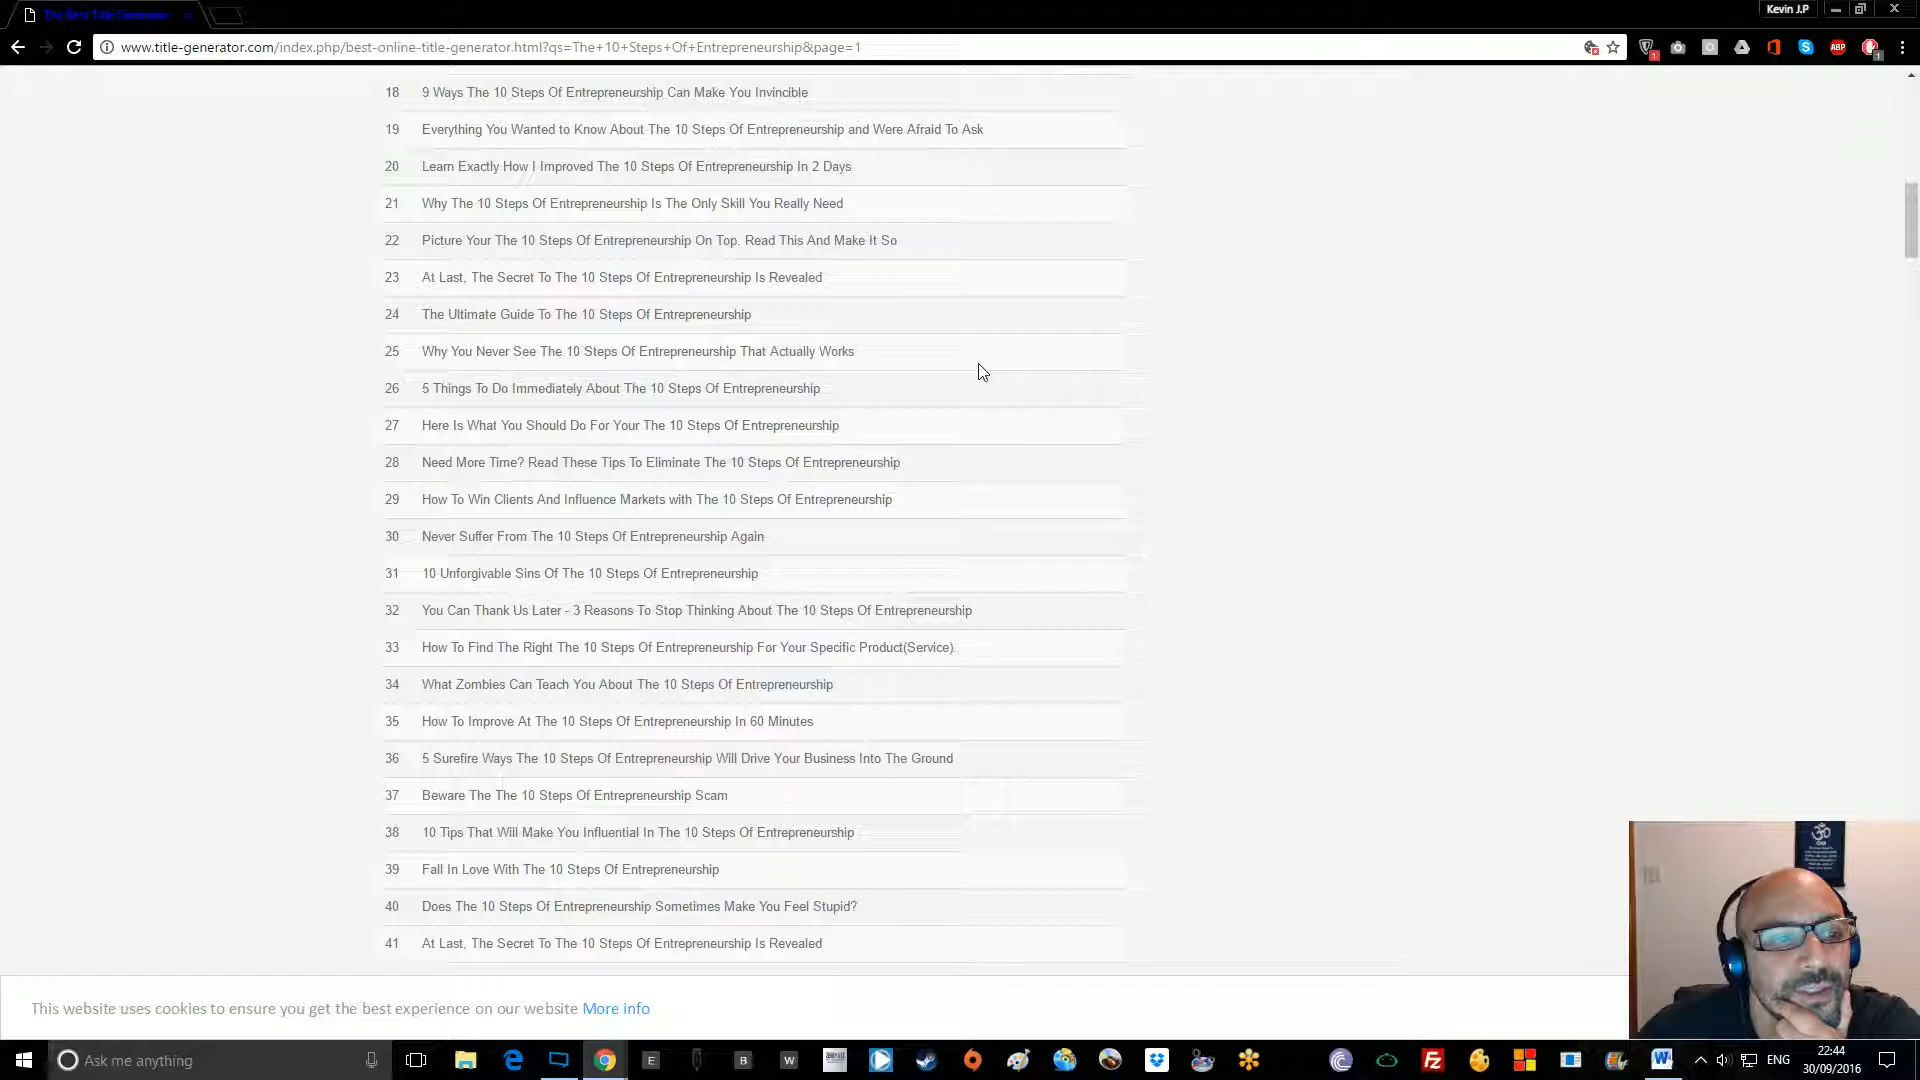 The Best Title Generator
Kevin J.P
www.title-generator.com/index.php/best-online-title-generator.html?qs=The+10+Steps+Of+Entrepreneurship&page=1
18 9 Ways The 10 Steps Of Entrepreneurship Can Make You Invincible
19 Everything You Wanted to Know About The 10 Steps Of Entrepreneurship and Were Afraid To Ask
20 Learn Exactly How I Improved The 10 Steps Of Entrepreneurship In 2 Days
21 Why The 10 Steps Of Entrepreneurship Is The Only Skill You Really Need
22 Picture Your The 10 Steps Of Entrepreneurship On Top. Read This And Make It So
23 At Last, The Secret To The 10 Steps Of Entrepreneurship Is Revealed
24 The Ultimate Guide To The 10 Steps Of Entrepreneurship
25 Why You Never See The 10 Steps Of Entrepreneurship That Actually Works
26 5 Things To Do Immediately About The 10 Steps Of Entrepreneurship
27 Here Is What You Should Do For Your The 10 Steps Of Entrepreneurship
28 Need More Time? Read These Tips To Eliminate The 10 Steps Of Entrepreneurship
29 How To Win Clients And Influence Markets with The 10 Steps Of Entrepreneurship
30 Never Suffer From The 10 Steps Of Entrepreneurship Again
31 10 Unforgivable Sins Of The 10 Steps Of Entrepreneurship
32 You Can Thank Us Later - 3 Reasons To Stop Thinking About The 10 Steps Of Entrepreneurship
33 How To Find The Right The 10 Steps Of Entrepreneurship For Your Specific Product(Service).
34 What Zombies Can Teach You About The 10 Steps Of Entrepreneurship
35 How To Improve At The 10 Steps Of Entrepreneurship In 60 Minutes
36 5 Surefire Ways The 10 Steps Of Entrepreneurship Will Drive Your Business Into The Ground
37 Beware The The 10 Steps Of Entrepreneurship Scam
38 10 Tips That Will Make You Influential In The 10 Steps Of Entrepreneurship
39 Fall In Love With The 10 Steps Of Entrepreneurship
40 Does The 10 Steps Of Entrepreneurship Sometimes Make You Feel Stupid?
41 At Last, The Secret To The 10 Steps Of Entrepreneurship Is Revealed
This website uses cookies to ensure you get the best experience on our website More info
Ask me anything
ENG
22:44
30/09/2016